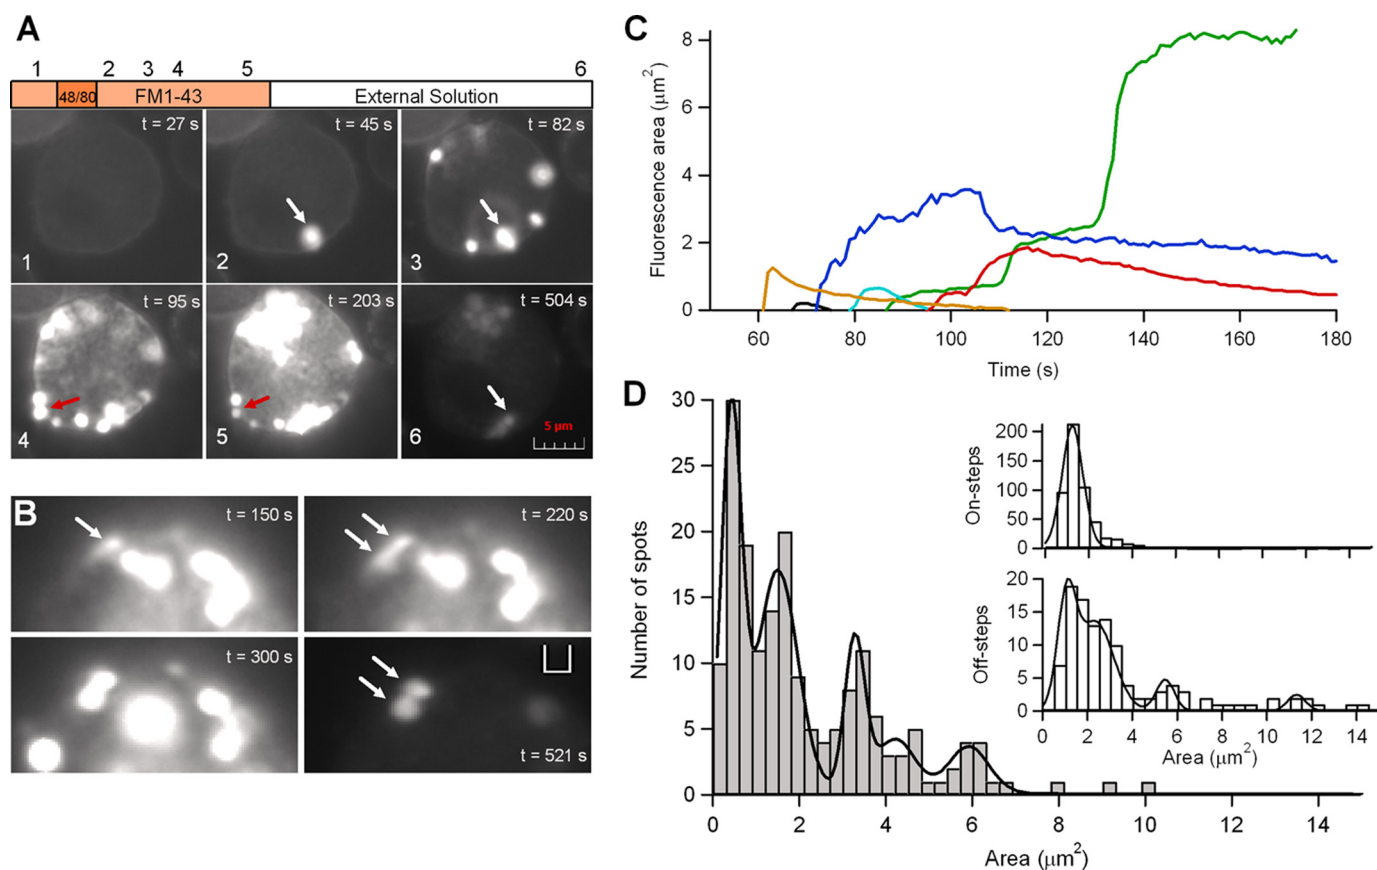 A
1 2 3 4 5 6
48/80 FM1-43 External Solution
t = 27 s t = 45 s t = 82 s
1 2 3
t = 95 s t = 203 s t = 504 s
5 µm
4 5 6
B
t = 150 s t = 220 s
t = 300 s
t = 521 s
C
8
6
4
2
0
Fluorescence area (µm²)
60 80 100 120 140 160 180
Time (s)
D
30
25
20
15
10
5
0
Number of spots
0 2 4 6 8 10 12 14
Area (µm²)
200
150
100
50
0
On-steps
20
15
10
5
0
Off-steps
0 2 4 6 8 10 12 14
Area (µm²)